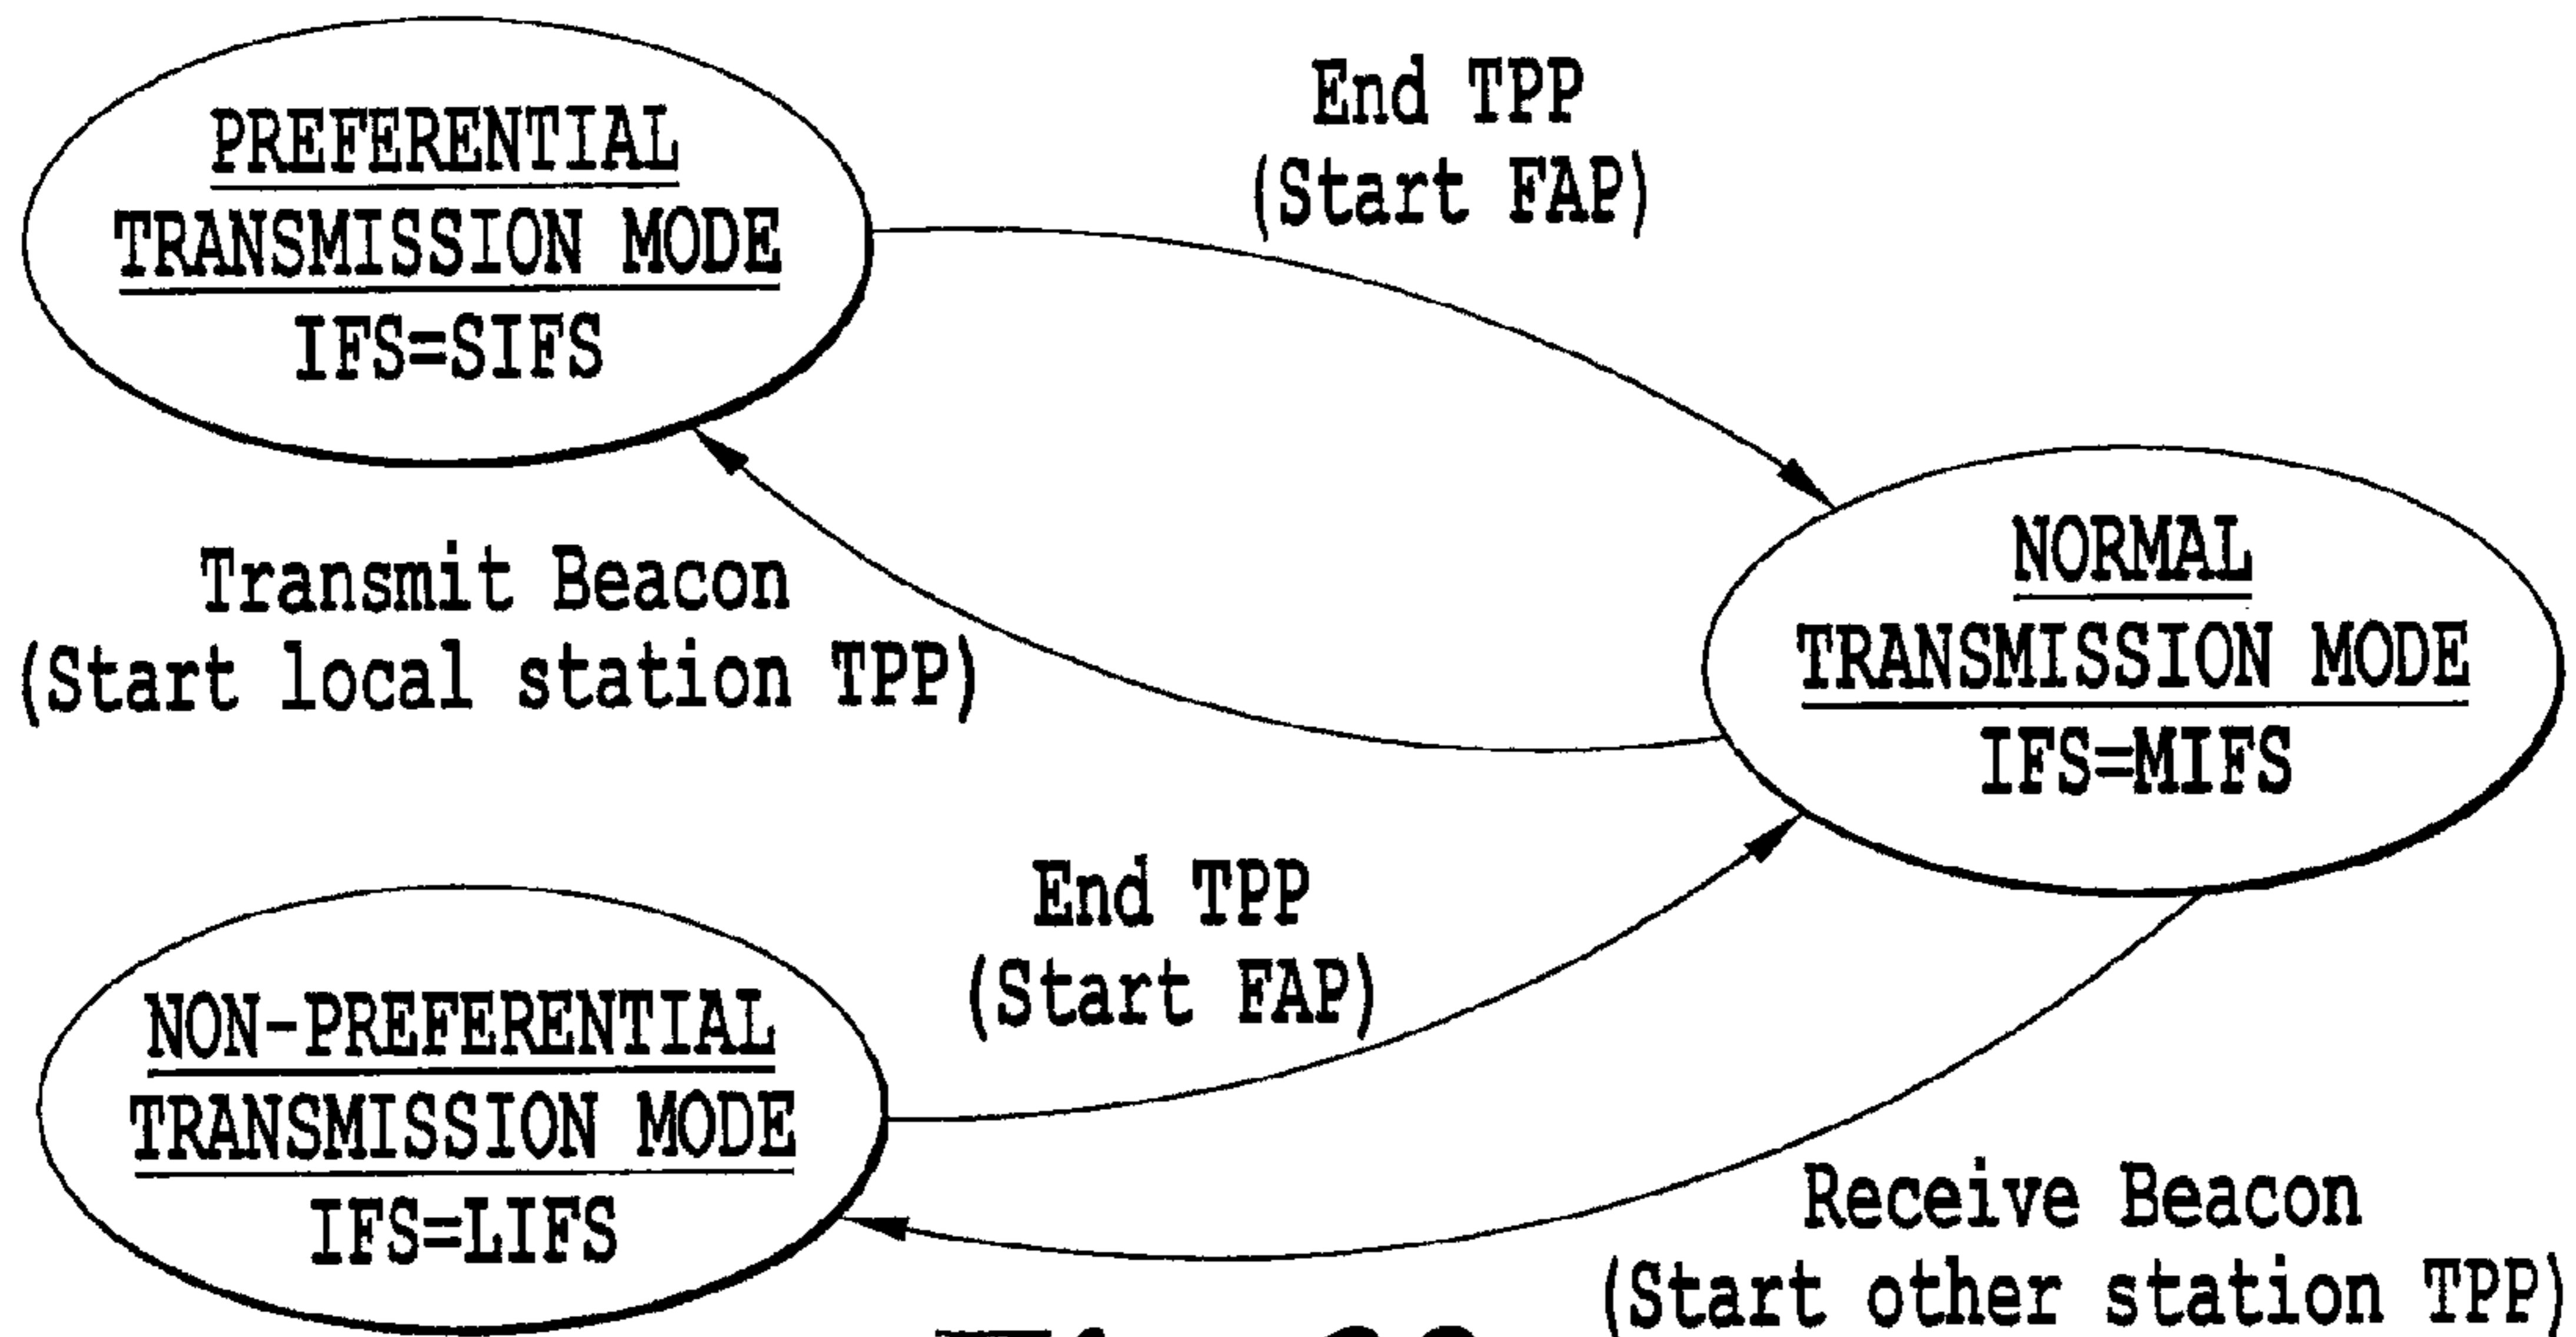 PREFERENTIAL
TRANSMISSION MODE
IFS=SIFS
End TPP
(Start FAP)
Transmit Beacon
(Start local station TPP)
NORMAL
TRANSMISSION MODE
IFS=MIFS
End TPP
(Start FAP)
NON-PREFERENTIAL
TRANSMISSION MODE
IFS=LIFS
Receive Beacon
(Start other station TPP)